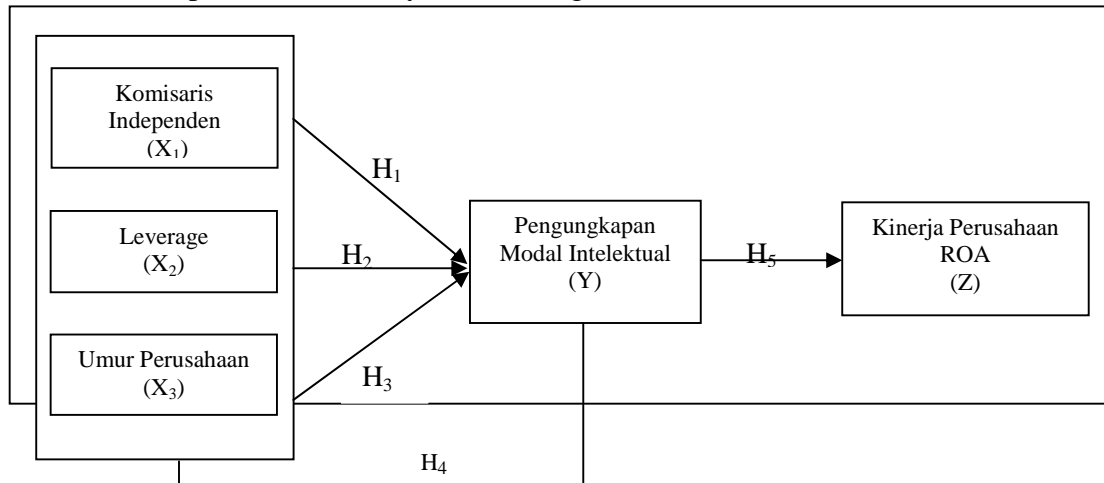 Komisaris
Independen
(X₁)
H₁
Leverage
(X₂)
H₂
Umur Perusahaan
(X₃)
H₃
Pengungkapan
Modal Intelektual
(Y)
H₅
Kinerja Perusahaan
ROA
(Z)
H₄